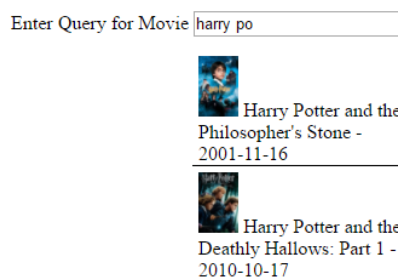 Enter Query for Movie harry po
Harry Potter and the
Philosopher's Stone -
2001-11-16
Harry Potter and the
Deathly Hallows: Part 1 -
2010-10-17